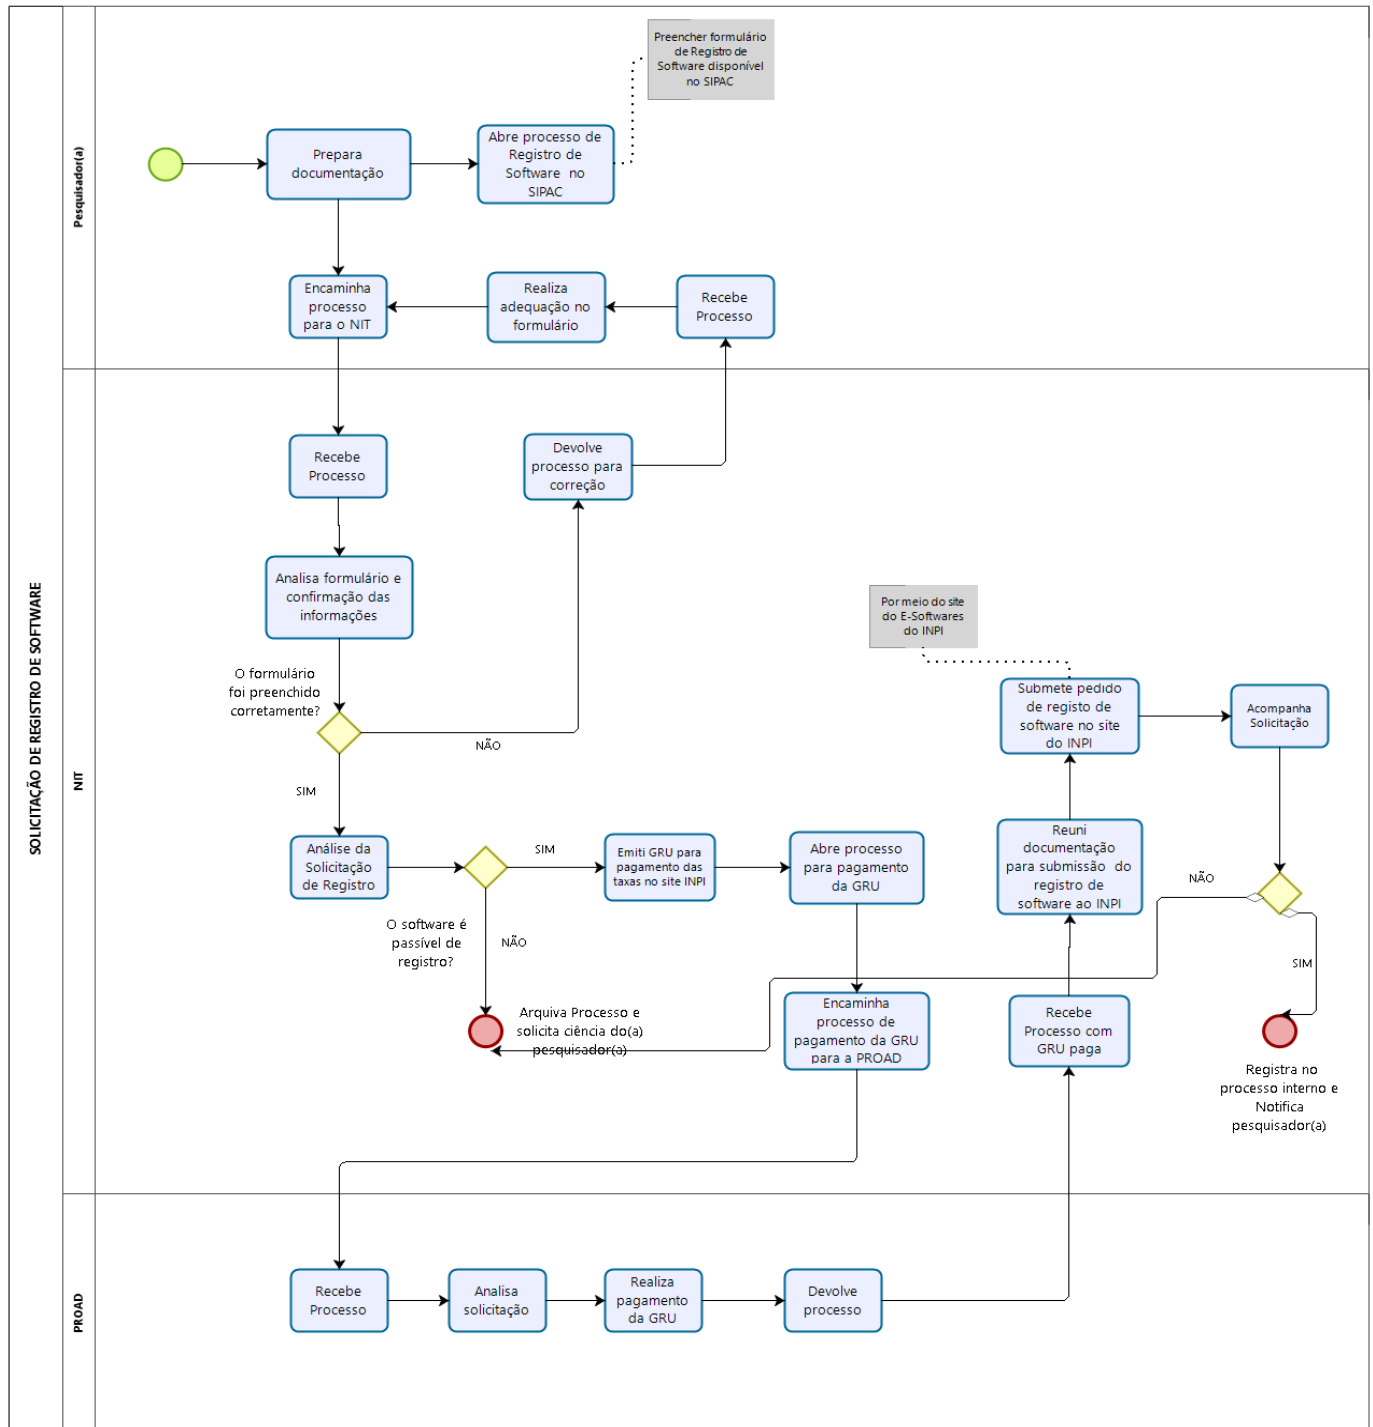 SOLICITAÇÃO DE REGISTRO DE SOFTWARE
Pesquisador(a)
Preencher formulário
de Registro de
Software disponível
no SIPAC
Prepara
documentação
Abre processo de
Registro de
Software no
SIPAC
Encaminha
processo
para o NIT
Realiza
adequação no
formulário
Recebe
Processo
NIT
Recebe
Processo
Devolve
processo para
correção
Analisa formulário e
confirmação das
informações
O formulário
foi preenchido
corretamente?
NÃO
SIM
Por meio do site
do E-Softwares
do INPI
Submete pedido
de registo de
software no site
do INPI
Acompanha
Solicitação
Análise da
Solicitação
de Registro
SIM
Emiti GRU para
pagamento das
taxas no site INPI
Abre processo
para pagamento
da GRU
Reuni
documentação
para submissão do
registro de
software ao INPI
NÃO
O software é
passível de
registro?
NÃO
SIM
Arquiva Processo e
solicita ciência do(a)
pesquisador(a)
Encaminha
processo de
pagamento da GRU
para a PROAD
Recebe
Processo com
GRU paga
Registra no
processo interno e
Notifica
pesquisador(a)
PROAD
Recebe
Processo
Analisa
solicitação
Realiza
pagamento
da GRU
Devolve
processo